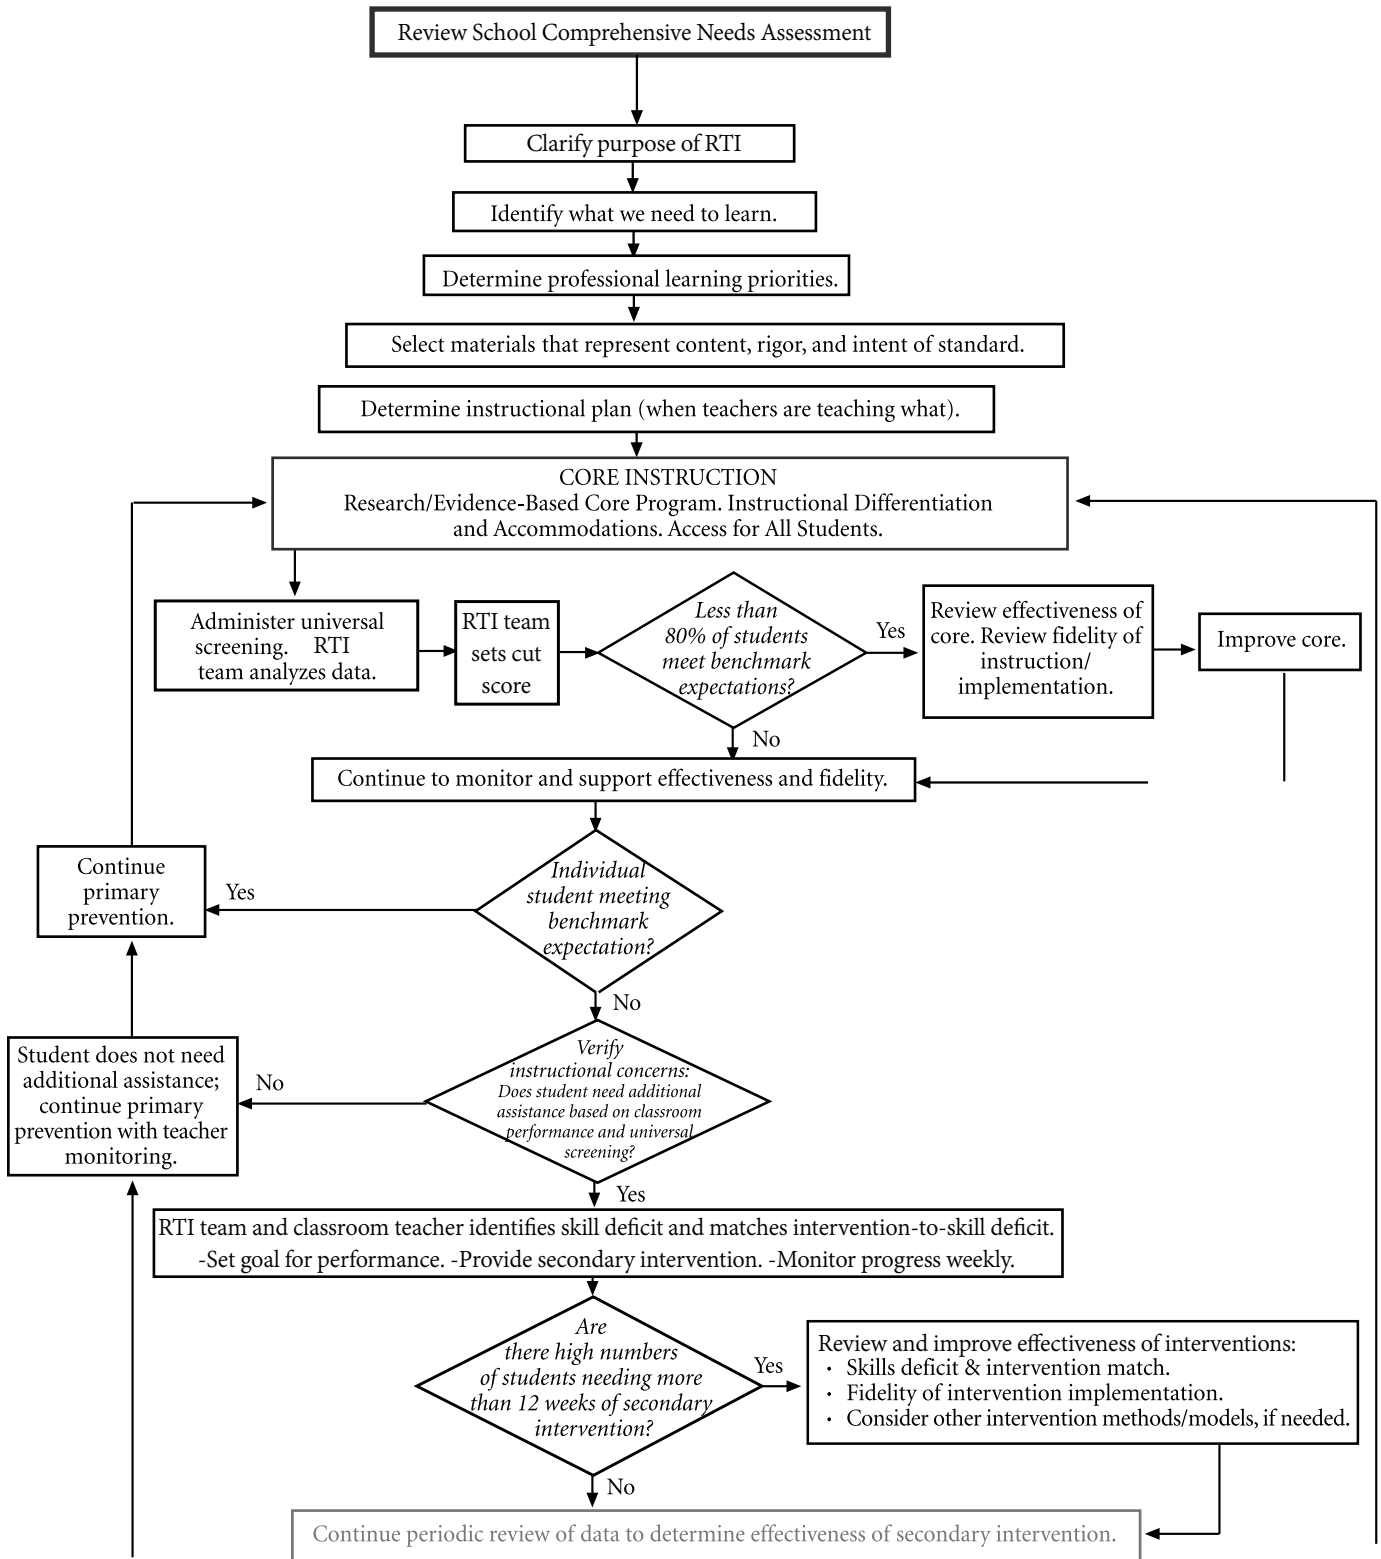 Review School Comprehensive Needs Assessment
Clarify purpose of RTI
Identify what we need to learn.
Determine professional learning priorities.
Select materials that represent content, rigor, and intent of standard.
Determine instructional plan (when teachers are teaching what).
CORE INSTRUCTION
Research/Evidence-Based Core Program. Instructional Differentiation
and Accommodations. Access for All Students.
Administer universal
screening. RTI
team analyzes data.
RTI team
sets cut
score
Less than
80% of students
meet benchmark
expectations?
Yes
Review effectiveness of
core. Review fidelity of
instruction/
implementation.
Improve core.
No
Continue to monitor and support effectiveness and fidelity.
Individual
student meeting
benchmark
expectation?
Yes
Continue
primary
prevention.
No
Verify
instructional concerns:
Does student need additional
assistance based on classroom
performance and universal
screening?
No
Student does not need
additional assistance;
continue primary
prevention with teacher
monitoring.
Yes
RTI team and classroom teacher identifies skill deficit and matches intervention-to-skill deficit.
-Set goal for performance. -Provide secondary intervention. -Monitor progress weekly.
Are
there high numbers
of students needing more
than 12 weeks of secondary
intervention?
Yes
Review and improve effectiveness of interventions:
· Skills deficit & intervention match.
· Fidelity of intervention implementation.
· Consider other intervention methods/models, if needed.
No
Continue periodic review of data to determine effectiveness of secondary intervention.